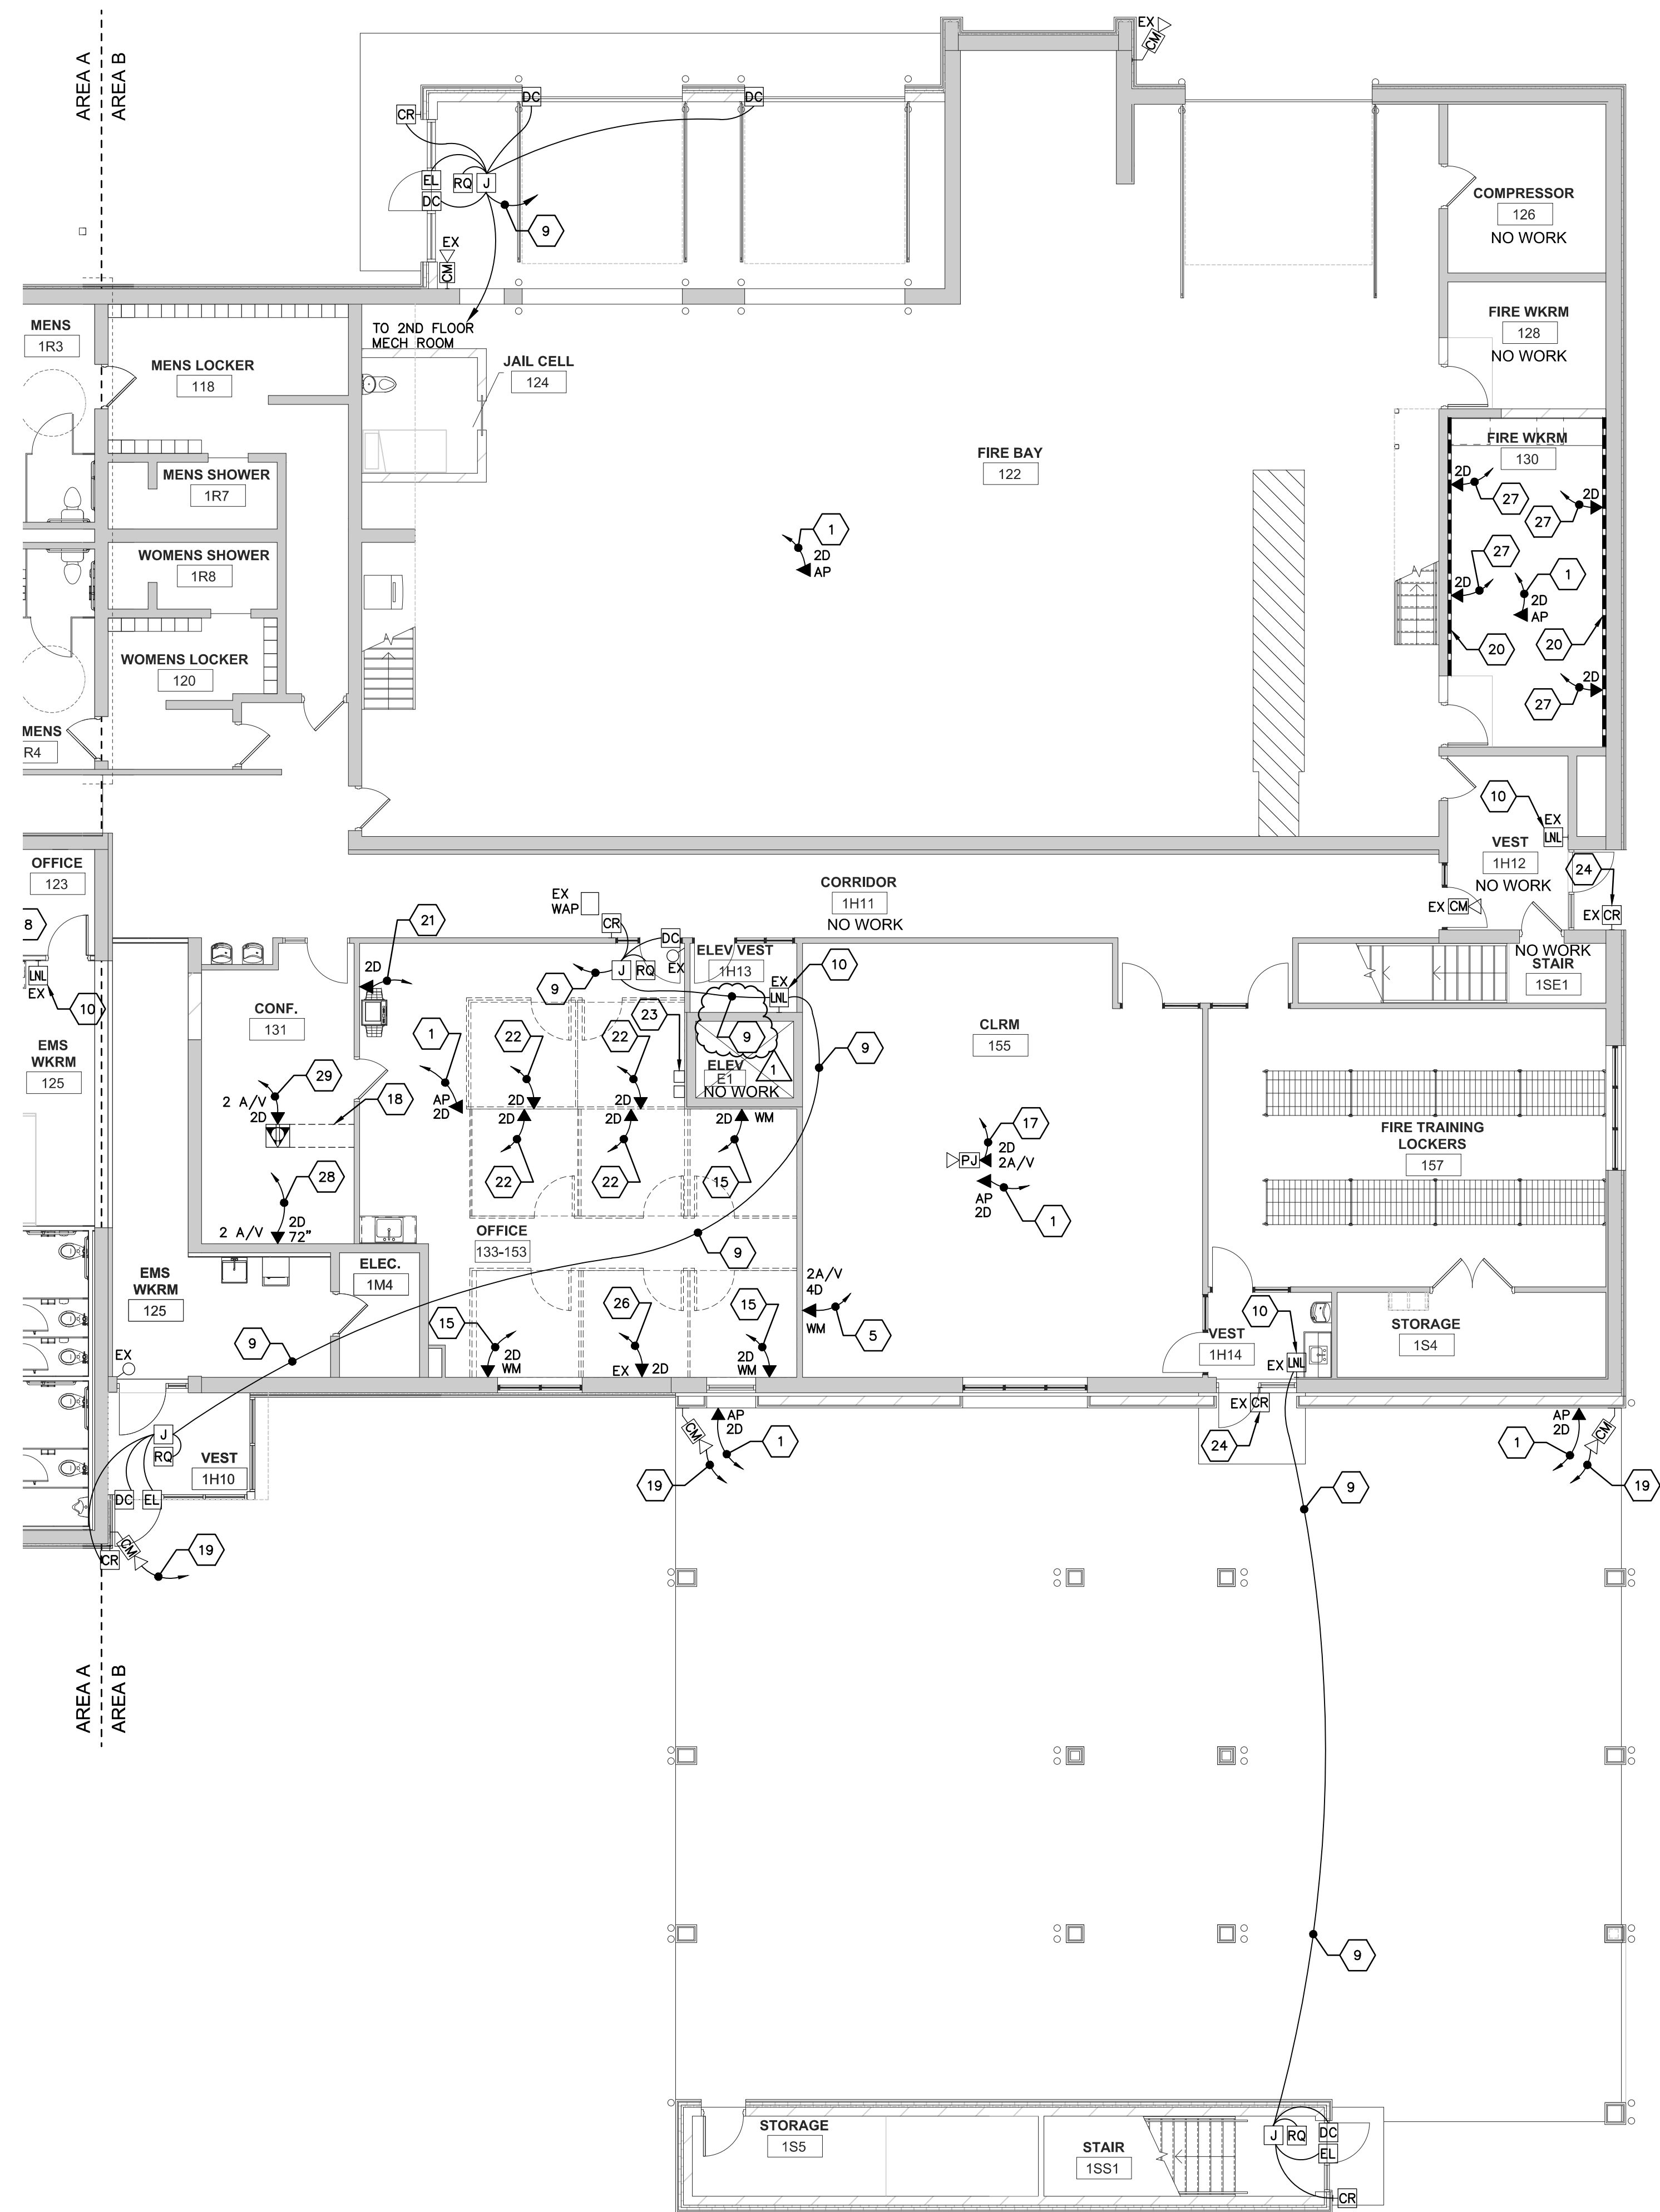 AREA A
AREA B
EX
CM
CR
DC
DC
EL
RQ
J
DC
9
EX
CM
COMPRESSOR
126
NO WORK
TO 2ND FLOOR
MECH ROOM
MENS
1R3
MENS LOCKER
118
JAIL CELL
124
FIRE WKRM
128
NO WORK
FIRE BAY
122
FIRE WKRM
130
MENS SHOWER
1R7
2D
27
2D
27
1
2D
AP
WOMENS SHOWER
1R8
27
2D
1
2D
AP
20
20
WOMENS LOCKER
120
2D
27
MENS
R4
10
EX
LNL
VEST
1H12
NO WORK
24
OFFICE
123
CORRIDOR
1H11
NO WORK
EX
WAP
CR
EX
CM
EX
CR
8
21
LNL
EX
10
2D
J
RQ
DC
EX
9
ELEV VEST
1H13
EX
LNL
10
NO WORK
STAIR
1SE1
CONF.
131
23
9
ELEV
E1
NO WORK
1
9
CLRM
155
EMS
WKRM
125
1
22
22
29
18
2 A/V
2D
AP
2D
2D
2D
2D
2D
2D
WM
22
22
15
17
2D
2A/V
PJ
AP
2D
1
FIRE TRAINING
LOCKERS
157
28
2 A/V
2D
72"
OFFICE
133-153
9
ELEC.
1M4
EMS
WKRM
125
2A/V
4D
WM
5
15
2D
WM
26
EX
2D
15
2D
WM
9
EX
10
VEST
1H14
EX
LNL
STORAGE
1S4
EX
CR
24
J
RQ
VEST
1H10
DC
EL
CR
CM
19
CM
AP
2D
1
19
AP
2D
CM
1
19
9
AREA A
AREA B
9
STORAGE
1S5
STAIR
1SS1
J
RQ
DC
EL
CR